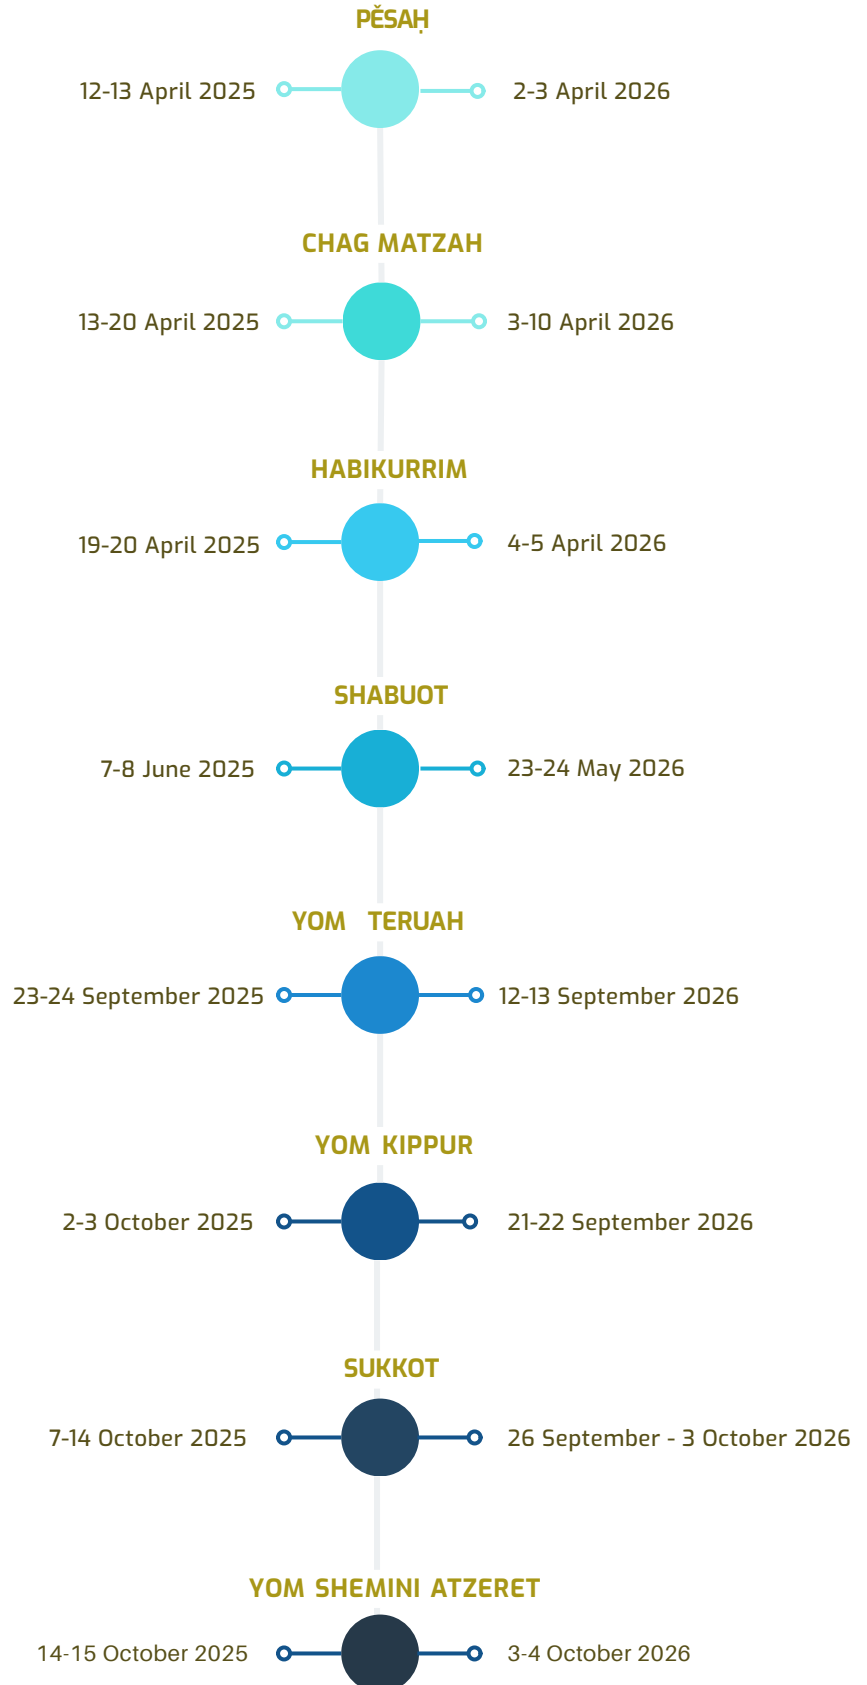 PĚSAḤ
12-13 April 2025
2-3 April 2026
CHAG MATZAH
13-20 April 2025
3-10 April 2026
HABIKURRIM
19-20 April 2025
4-5 April 2026
SHABUOT
7-8 June 2025
23-24 May 2026
YOM TERUAH
23-24 September 2025
12-13 September 2026
YOM KIPPUR
2-3 October 2025
21-22 September 2026
SUKKOT
7-14 October 2025
26 September - 3 October 2026
YOM SHEMINI ATZERET
14-15 October 2025
3-4 October 2026